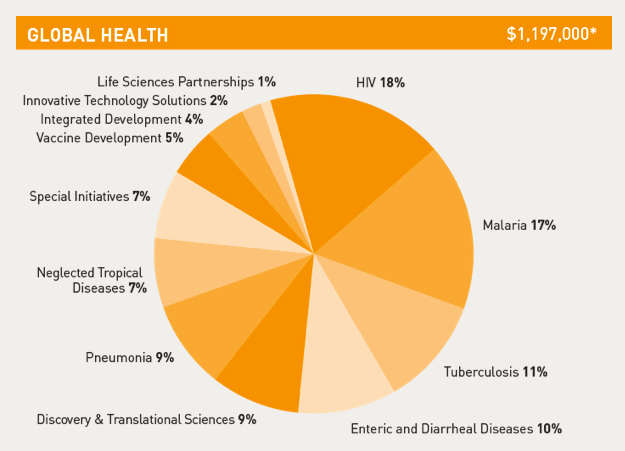 GLOBAL HEALTH $1,197,000*
HIV 18%
Malaria 17%
Tuberculosis 11%
Enteric and Diarrheal Diseases 10%
Discovery & Translational Sciences 9%
Pneumonia 9%
Neglected Tropical
Diseases 7%
Special Initiatives 7%
Vaccine Development 5%
Integrated Development 4%
Innovative Technology Solutions 2%
Life Sciences Partnerships 1%